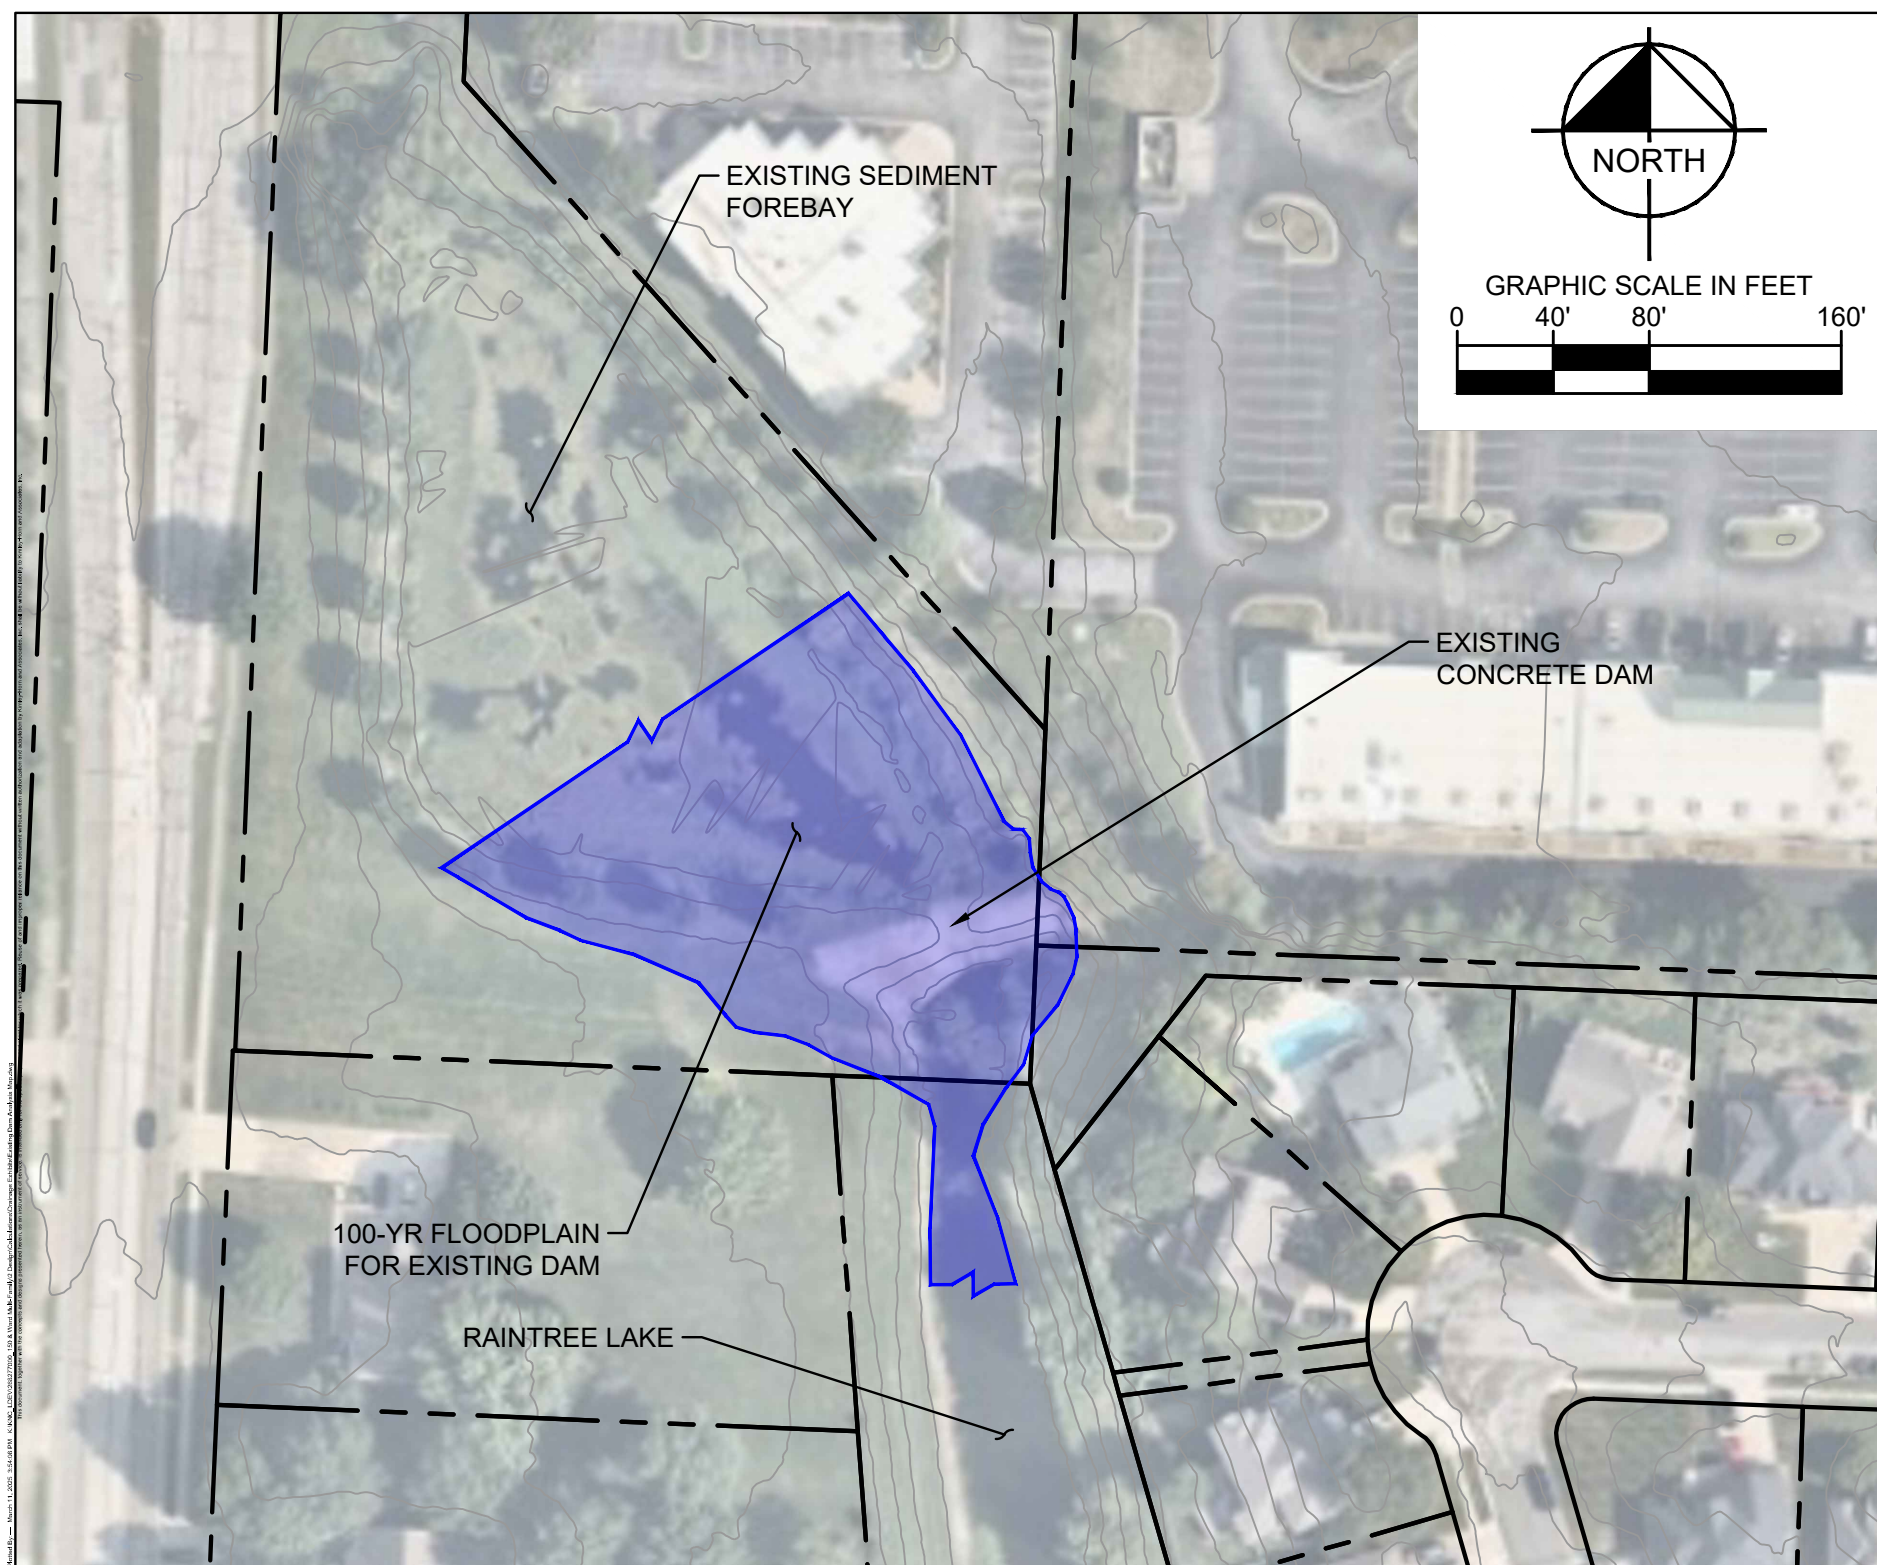 EXISTING SEDIMENT
FOREBAY
NORTH
GRAPHIC SCALE IN FEET
0 40' 80' 160'
EXISTING
CONCRETE DAM
100-YR FLOODPLAIN
FOR EXISTING DAM
RAINTREE LAKE